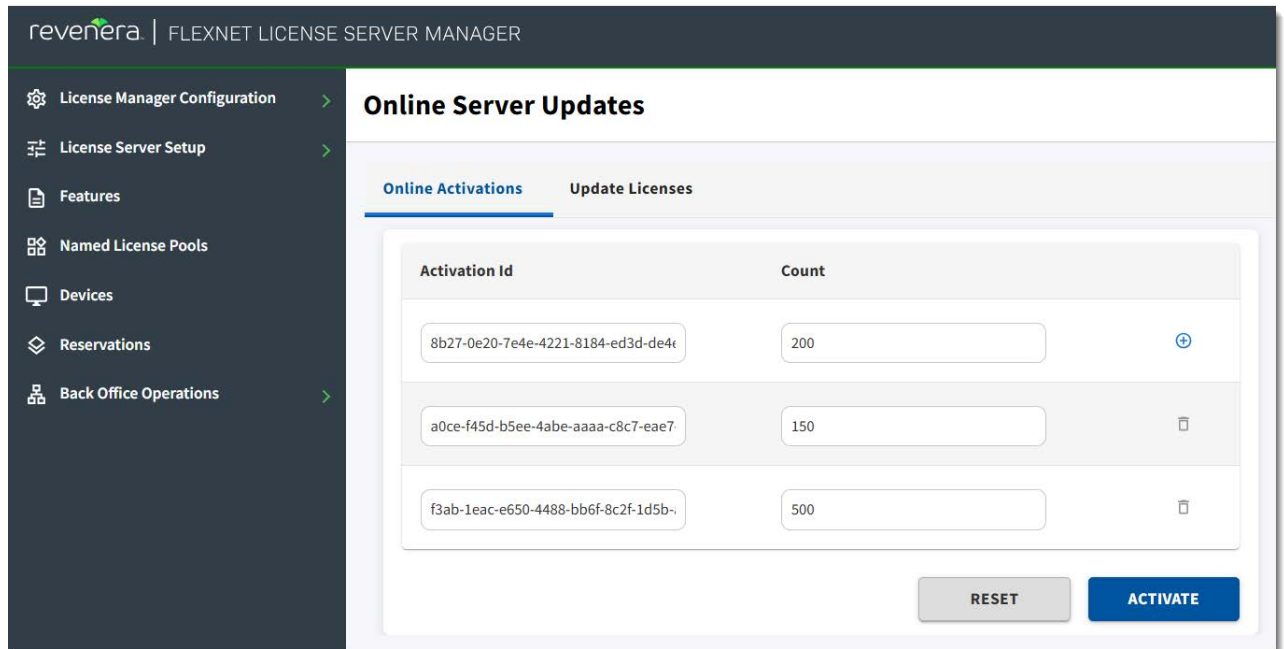 revenera. | FLEXNET LICENSE SERVER MANAGER
License Manager Configuration
License Server Setup
Features
Named License Pools
Devices
Reservations
Back Office Operations
Online Server Updates
Online Activations Update Licenses
Activation Id Count
8b27-0e20-7e4e-4221-8184-ed3d-de4e 200
a0ce-f45d-b5ee-4abe-aaaa-c8c7-eae7 150
f3ab-1eac-e650-4488-bb6f-8c2f-1d5b- 500
RESET ACTIVATE